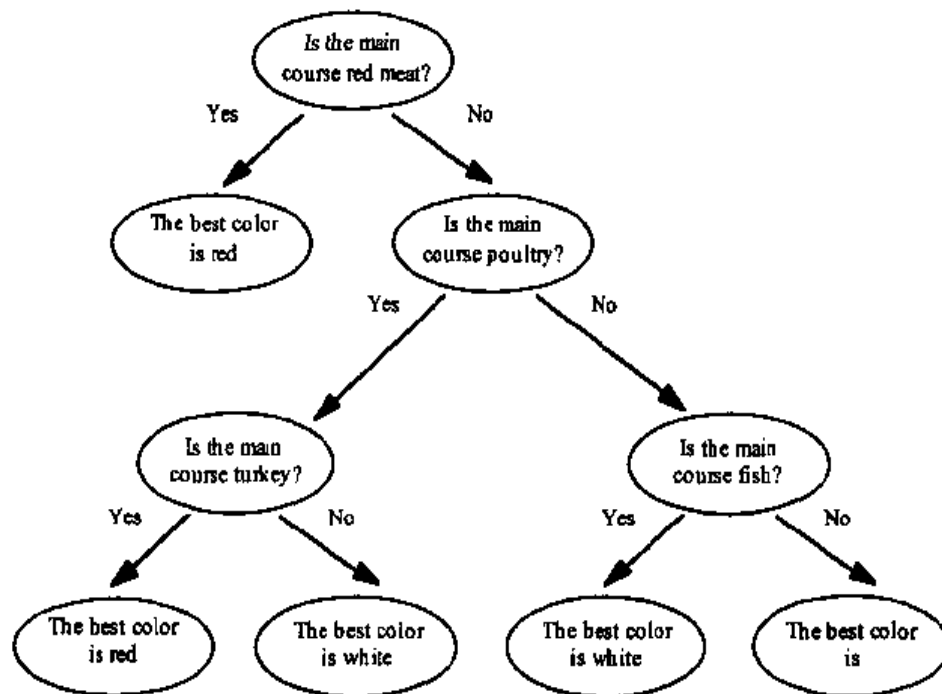 Is the main
course red meat?
Yes
No
The best color
is red
Is the main
course poultry?
Yes
No
Is the main
course turkey?
Is the main
course fish?
Yes
No
Yes
No
The best color
is red
The best color
is white
The best color
is white
The best color
is